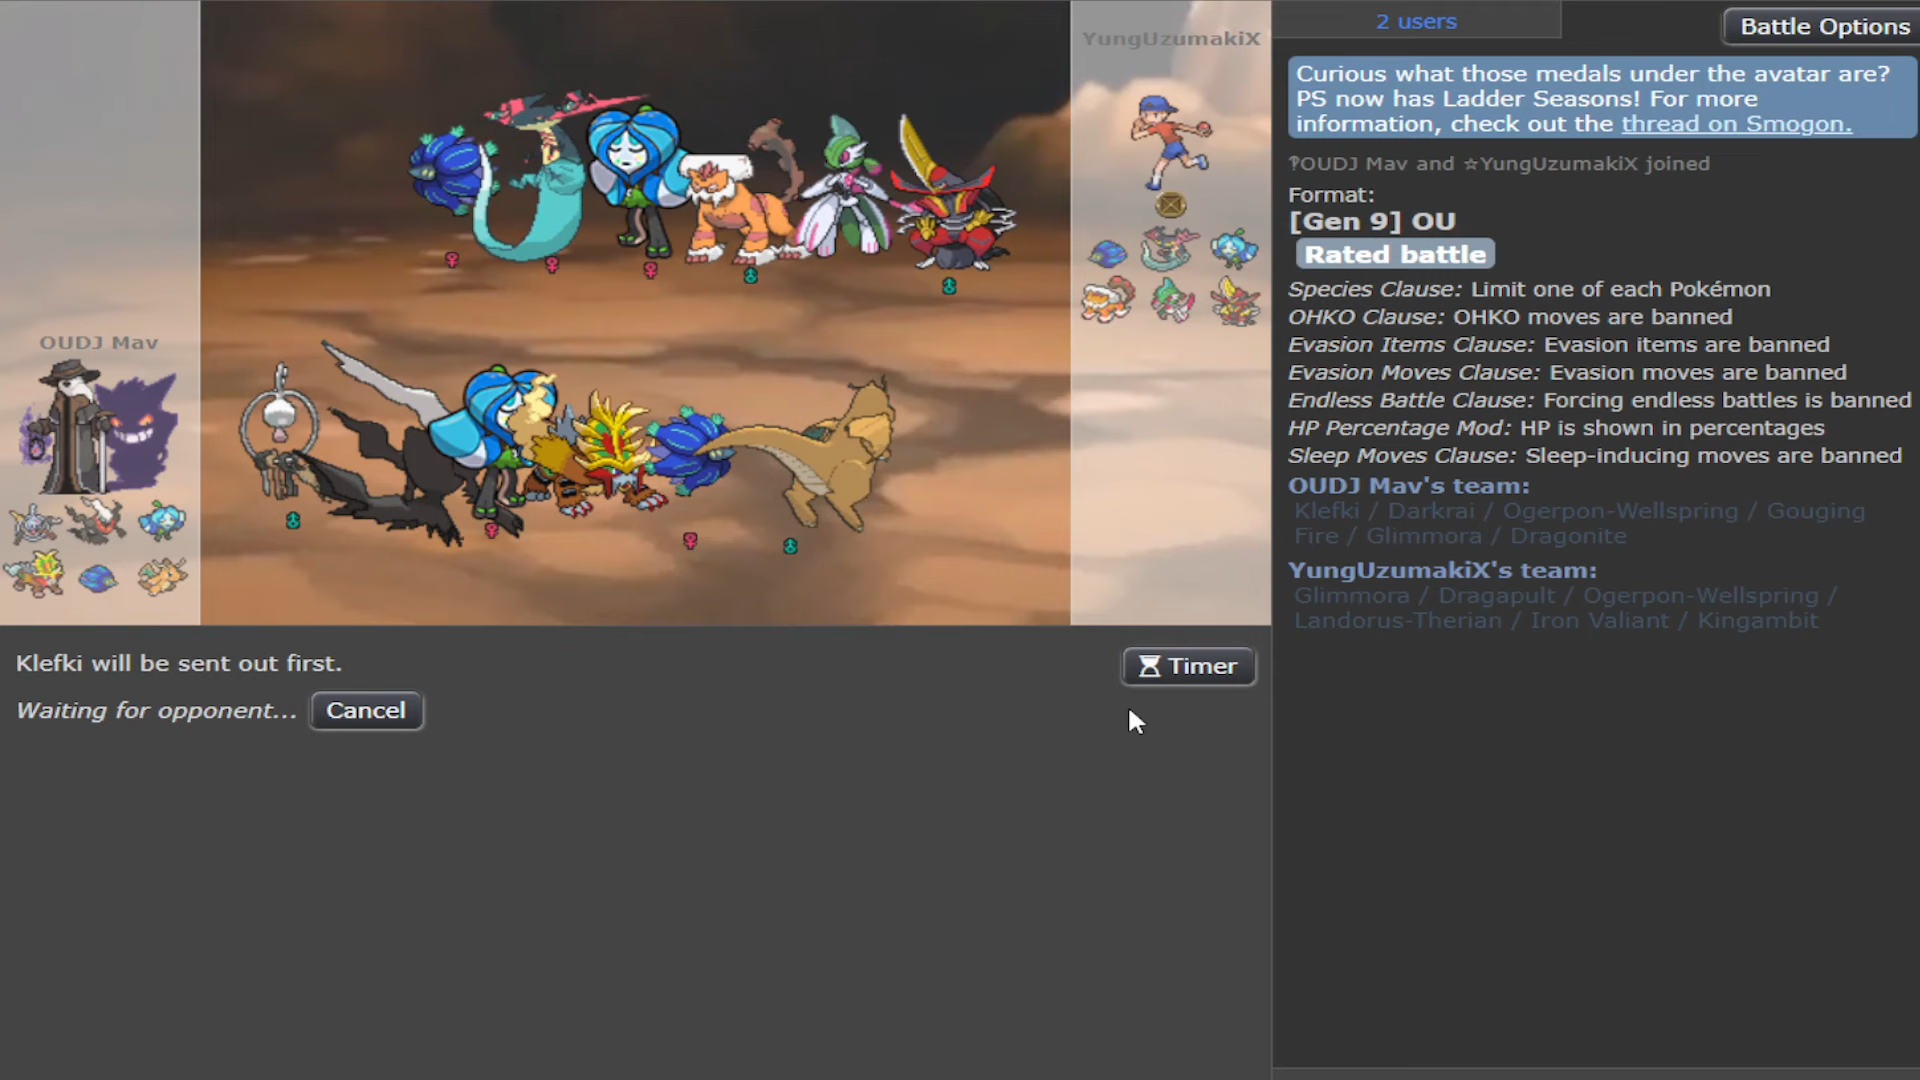 YungUzumakiX
OUDJ Mav
Klefki will be sent out first.
Waiting for opponent...
Cancel
Timer
2 users
Battle Options
Curious what those medals under the avatar are?
PS now has Ladder Seasons! For more
information, check out the thread on Smogon.
‽OUDJ Mav and ☆YungUzumakiX joined
Format:
[Gen 9] OU
Rated battle
Species Clause: Limit one of each Pokémon
OHKO Clause: OHKO moves are banned
Evasion Items Clause: Evasion items are banned
Evasion Moves Clause: Evasion moves are banned
Endless Battle Clause: Forcing endless battles is banned
HP Percentage Mod: HP is shown in percentages
Sleep Moves Clause: Sleep-inducing moves are banned
OUDJ Mav's team:
Klefki / Darkrai / Ogerpon-Wellspring / Gouging
Fire / Glimmora / Dragonite
YungUzumakiX's team:
Glimmora / Dragapult / Ogerpon-Wellspring /
Landorus-Therian / Iron Valiant / Kingambit